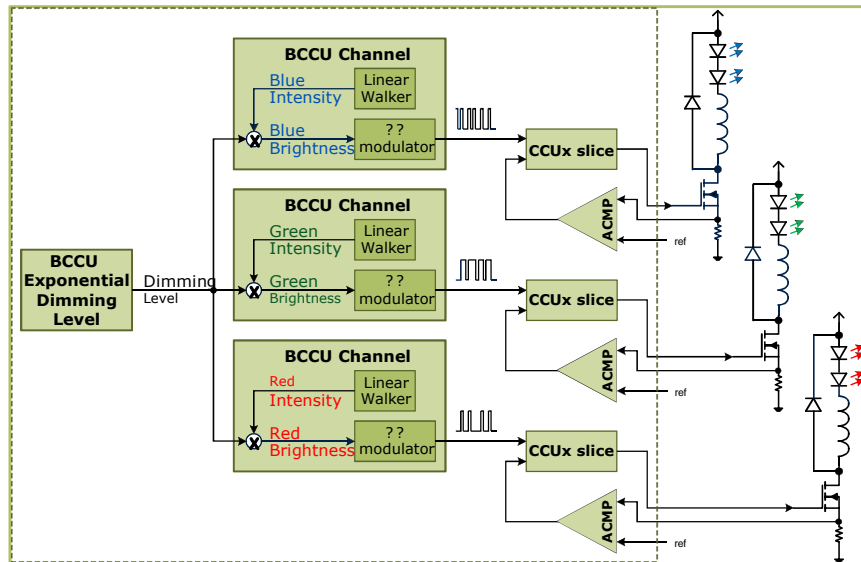 BCCU Channel
Blue
Intensity
Linear
Walker
Blue
Brightness
??
modulator
CCUx slice
ACMP
ref
BCCU Channel
Green
Intensity
Linear
Walker
Green
Brightness
??
modulator
CCUx slice
ACMP
ref
BCCU
Exponential
Dimming
Level
Dimming
Level
BCCU Channel
Red
Intensity
Linear
Walker
Red
Brightness
??
modulator
CCUx slice
ACMP
ref